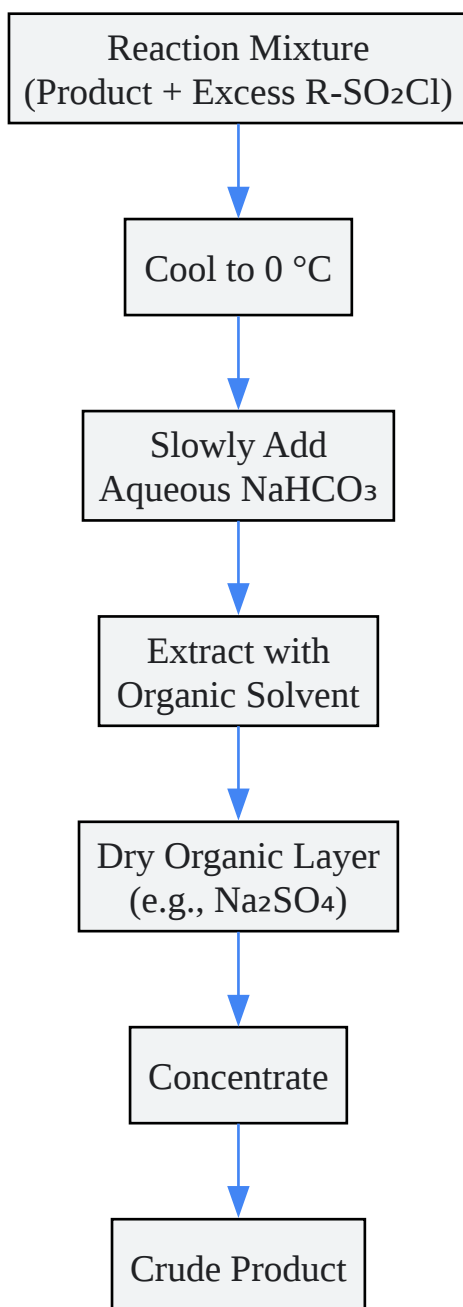 Reaction Mixture
(Product + Excess R-SO₂Cl)
Cool to 0 °C
Slowly Add
Aqueous NaHCO₃
Extract with
Organic Solvent
Dry Organic Layer
(e.g., Na₂SO₄)
Concentrate
Crude Product